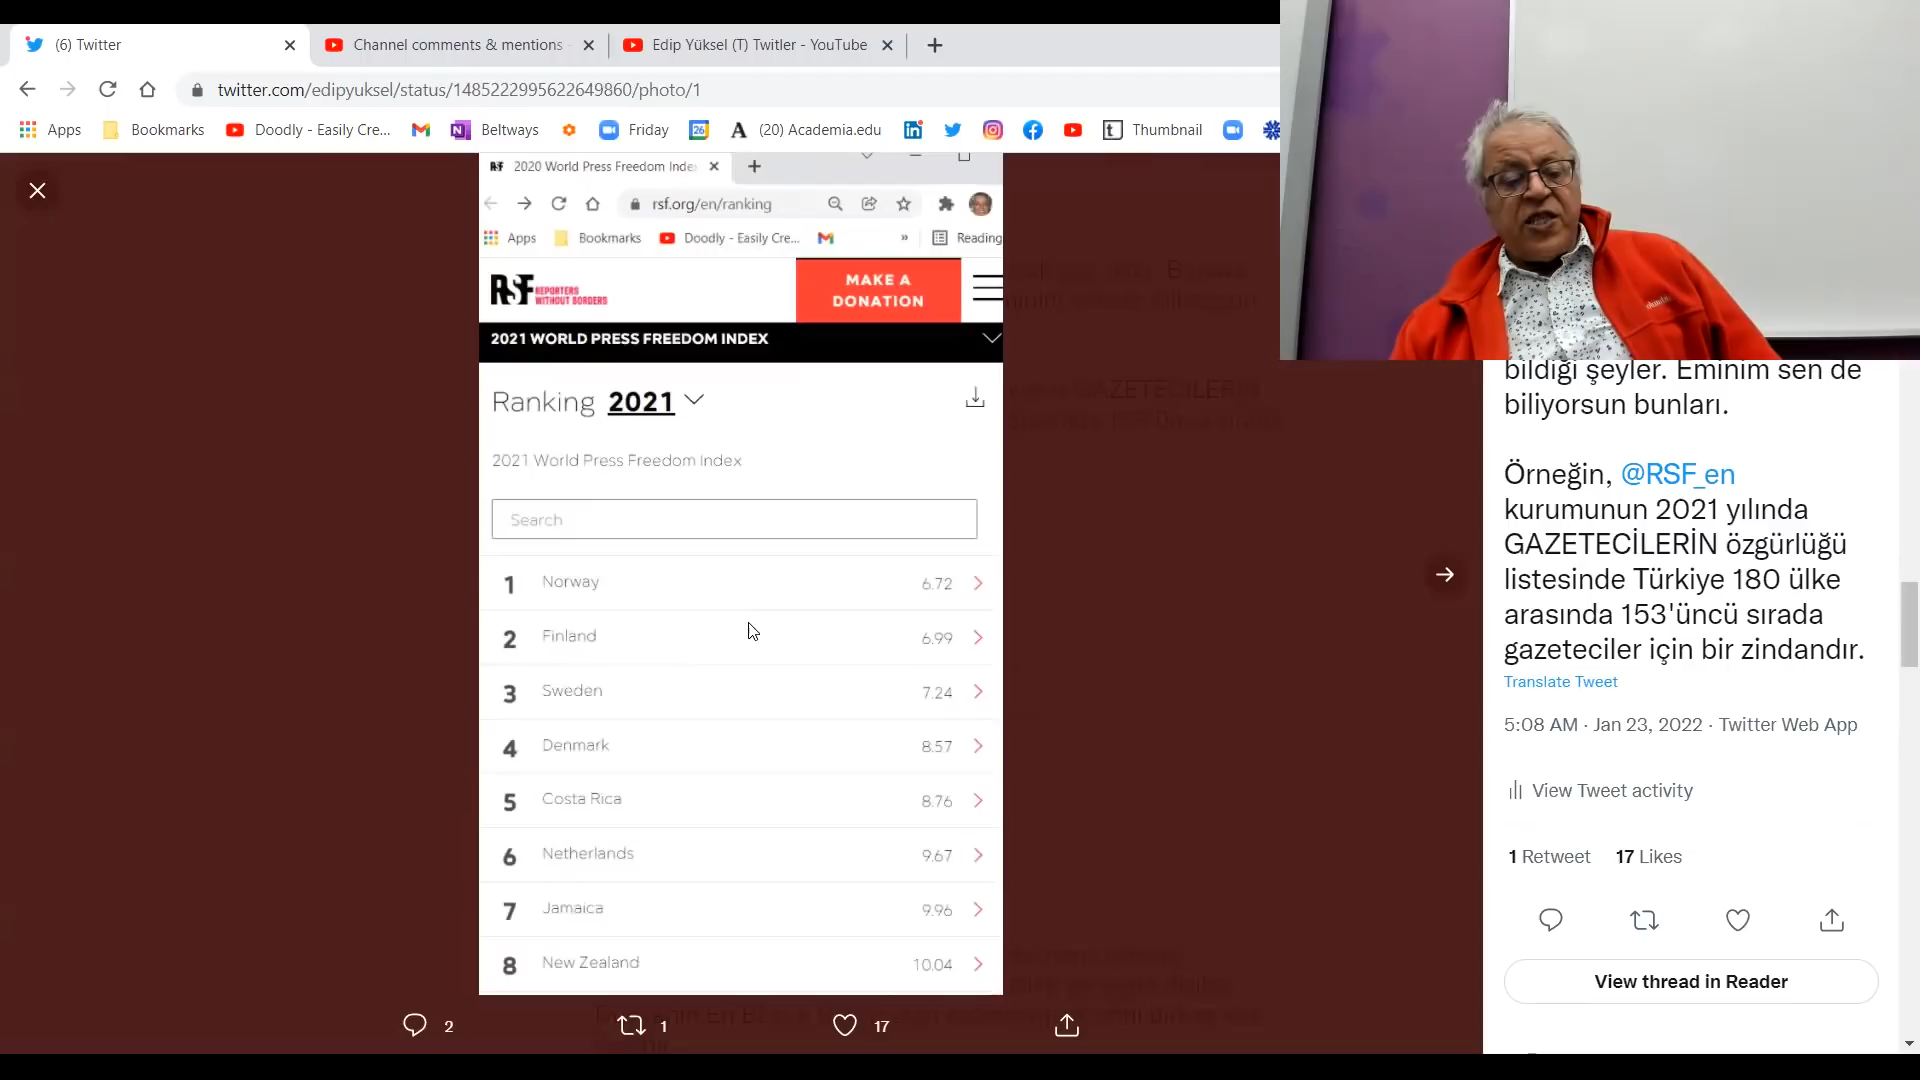 (6) Twitter
Channel comments & mentions
Edip Yüksel (T) Twitler - YouTube
twitter.com/edipyuksel/status/1485222995622649860/photo/1
Apps
Bookmarks
Doodly - Easily Cre...
Beltways
Friday
26
(20) Academia.edu
Thumbnail
RSF 2020 World Press Freedom Inde
rsf.org/en/ranking
Apps
Bookmarks
Doodly - Easily Cre...
»
Reading
RSF REPORTERS
WITHOUT BORDERS
MAKE A
DONATION
2021 WORLD PRESS FREEDOM INDEX
Ranking 2021
2021 World Press Freedom Index
Search
1 Norway 6.72
2 Finland 6.99
3 Sweden 7.24
4 Denmark 8.57
5 Costa Rica 8.76
6 Netherlands 9.67
7 Jamaica 9.96
8 New Zealand 10.04
2
1
17
bildiği şeyler. Eminim sen de
biliyorsun bunları.
Örneğin, @RSF_en
kurumunun 2021 yılında
GAZETECİLERİN özgürlüğü
listesinde Türkiye 180 ülke
arasında 153'üncü sırada
gazeteciler için bir zindandır.
Translate Tweet
5:08 AM · Jan 23, 2022 · Twitter Web App
View Tweet activity
1 Retweet 17 Likes
View thread in Reader